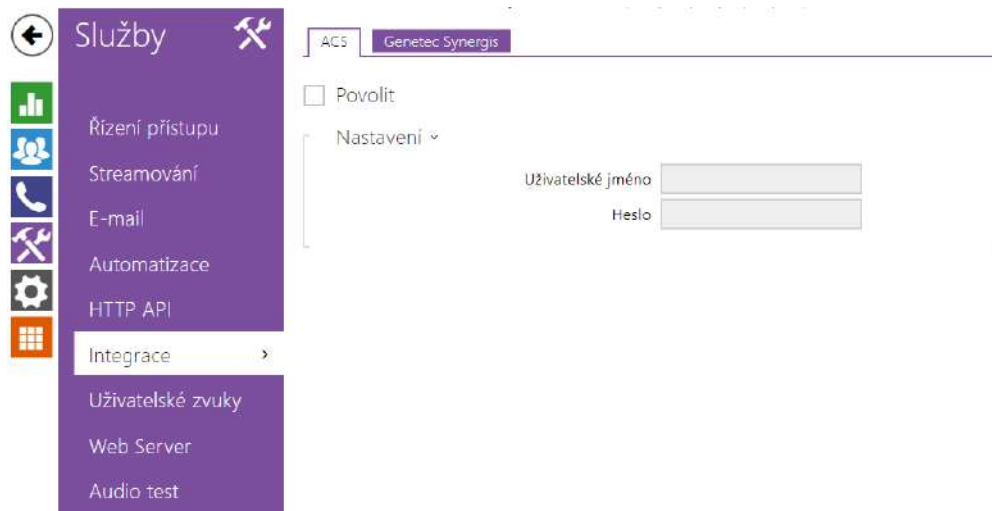 Služby
ACS
Genetec Synergis
Povolit
Nastavení
Uživatelské jméno
Heslo
Řízení přístupu
Streamování
E-mail
Automatizace
HTTP API
Integrace
Uživatelské zvuky
Web Server
Audio test